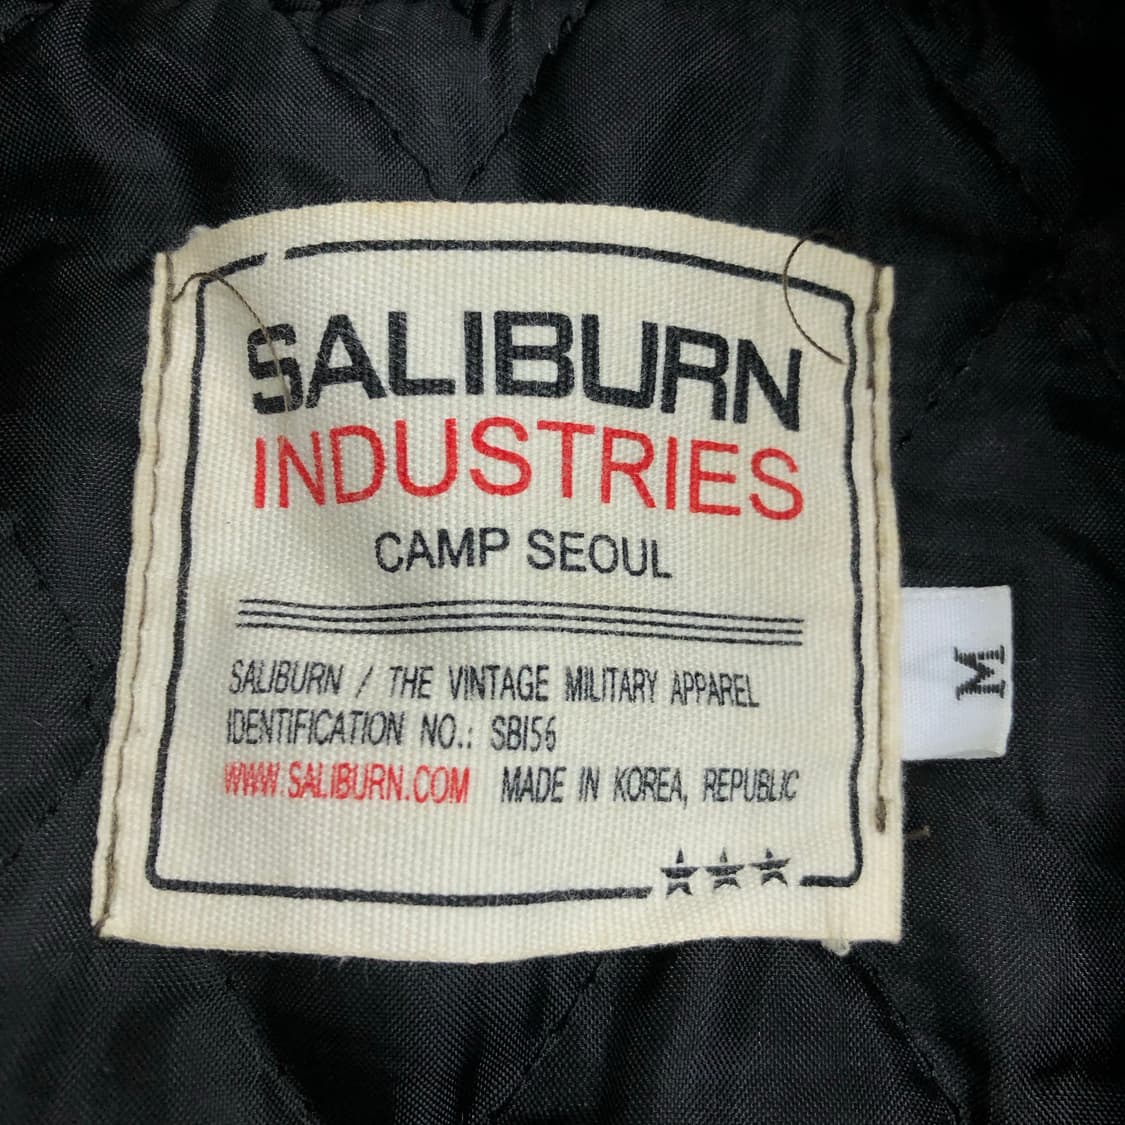 SALIBURN
INDUSTRIES
CAMP SEOUL
SALIBURN / THE VINTAGE MILITARY APPAREL
IDENTIFICATION NO.: SBI56
WWW.SALIBURN.COM MADE IN KOREA, REPUBLIC
M